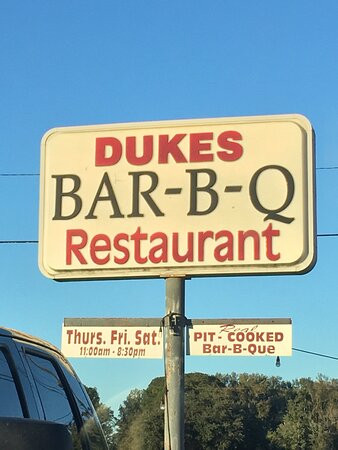 DUKES
BAR-B-Q
Restaurant
Thurs. Fri. Sat.
11:00am - 8:30pm
Real
PIT - COOKED
Bar-B-Que